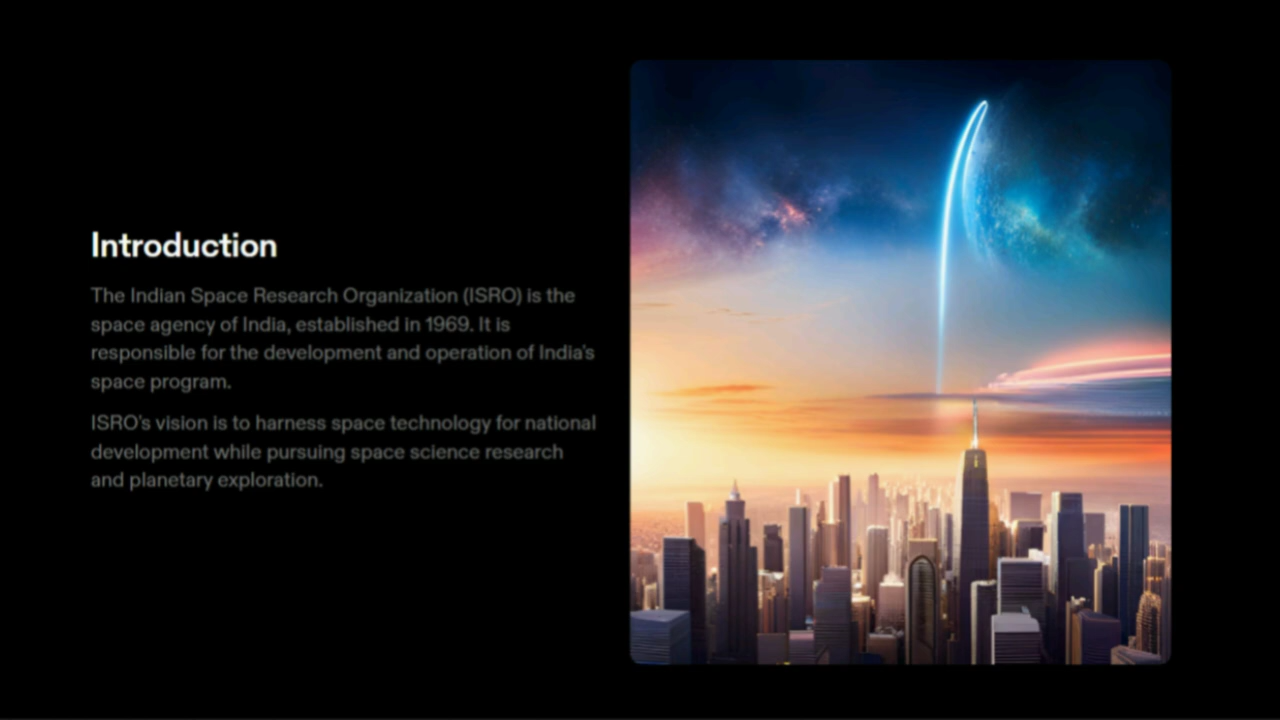 Introduction
The Indian Space Research Organization (ISRO) is the
space agency of India, established in 1969. It is
responsible for the development and operation of India's
space program.
ISRO's vision is to harness space technology for national
development while pursuing space science research
and planetary exploration.